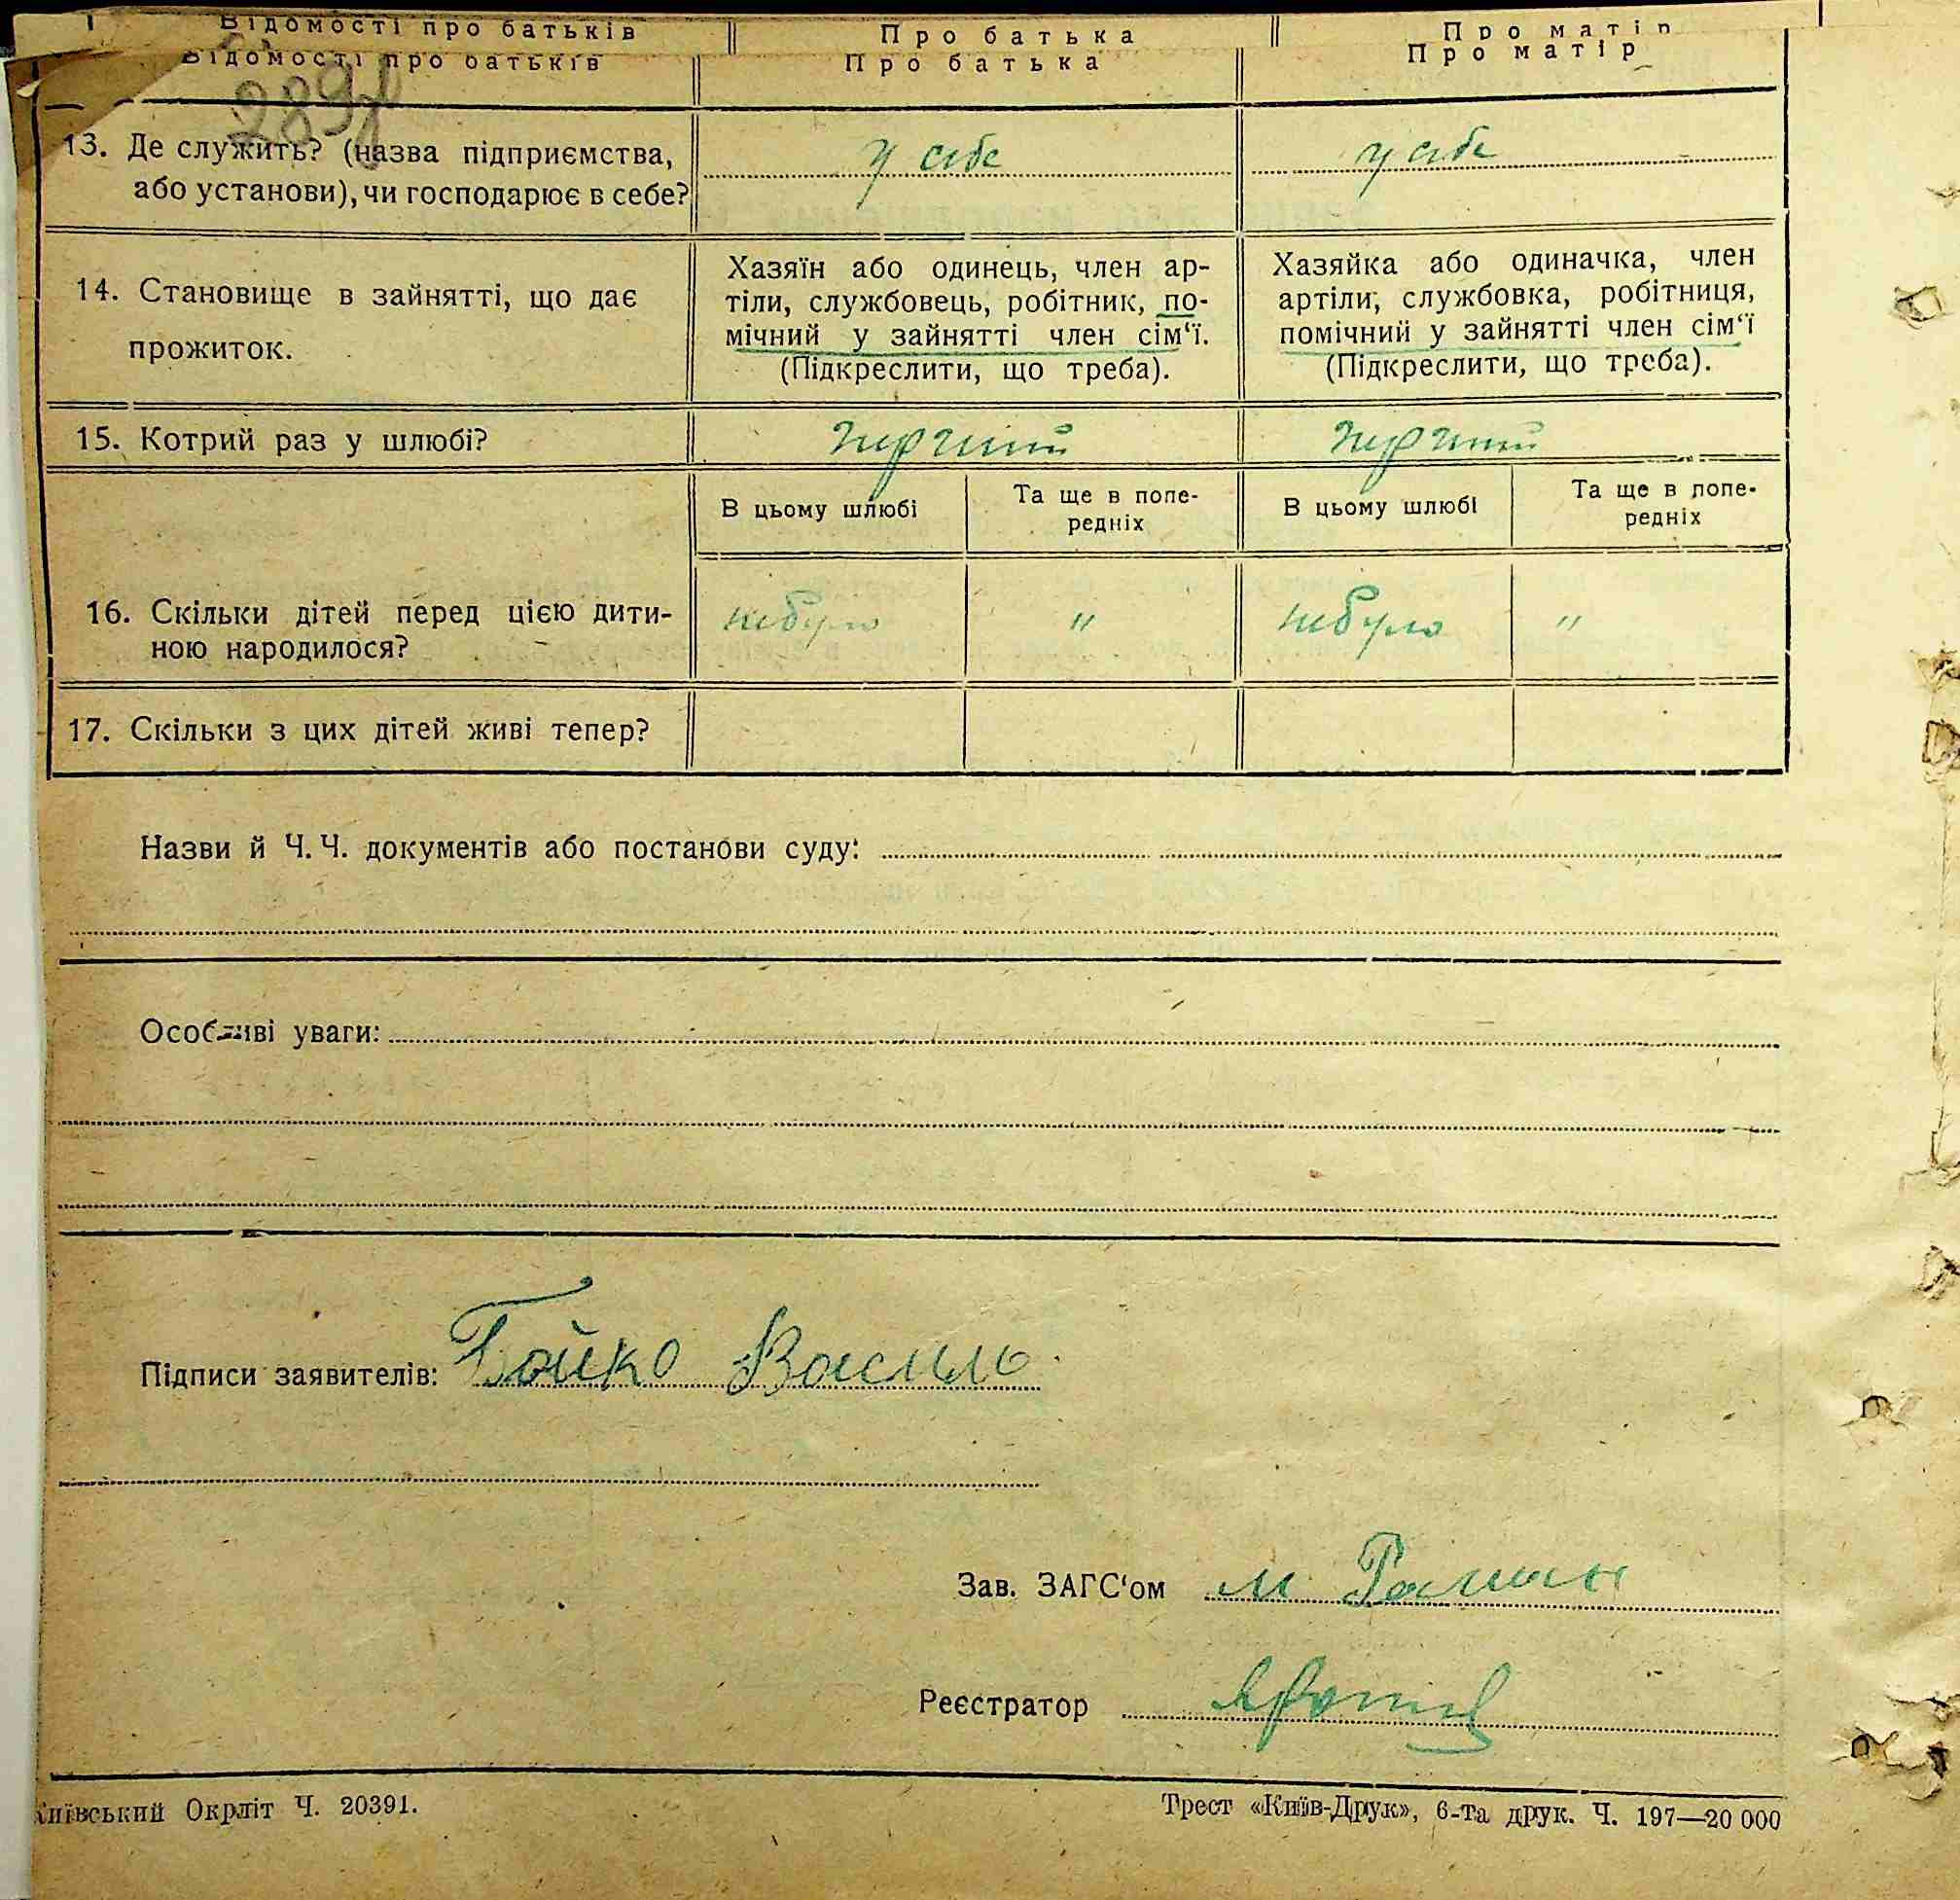 Відомості про батьків Про батька Про матір
Відомості про батьків Про батька Про матір
289
13. Де служить? (назва підприємства, або установи), чи господарює в себе? у себе у себе
14. Становище в зайнятті, що дає прожиток.
Хазяїн або одинець, член ар-
тіли, службовець, робітник, по-
мічний у зайнятті член сім‘ї.
(Підкреслити, що треба).
Хазяйка або одиначка, член
артіли, службовка, робітниця,
помічний у зайнятті член сім‘ї
(Підкреслити, що треба).
15. Котрий раз у шлюбі? перший перший
В цьому шлюбі
Та ще в попе-
редніх
В цьому шлюбі
Та ще в попе-
редніх
16. Скільки дітей перед цією дити-
ною народилося?
небуло " небуло "
17. Скільки з цих дітей живі тепер?
Назви й Ч. Ч. документів або постанови суду:
Особливі уваги:
Підписи заявителів: Бойко Василь
Зав. ЗАГС‘ом
Реєстратор
Київський Окрліт Ч. 20391.
Трест «Київ-Друк», 6-та друк. Ч. 197—20 000